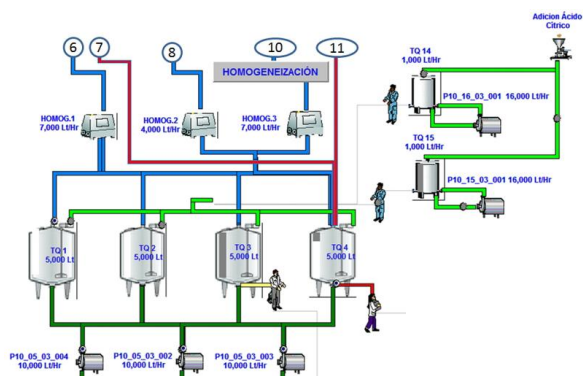 6
7
8
10
11
HOMOGENEIZACIÓN
Adicion Ácido
Cítrico
TQ 14
1,000 Lt/Hr
P10_16_03_001 16,000 Lt/Hr
HOMOG.1
7,000 Lt/Hr
HOMOG.2
4,000 Lt/Hr
HOMOG.3
7,000 Lt/Hr
TQ 15
1,000 Lt/Hr
P10_15_03_001 16,000 Lt/Hr
TQ 1
5,000 Lt
TQ 2
5,000 Lt
TQ 3
5,000 Lt
TQ 4
5,000 Lt
P10_05_03_004
10,000 Lt/Hr
P10_05_03_002
10,000 Lt/Hr
P10_05_03_003
10,000 Lt/Hr